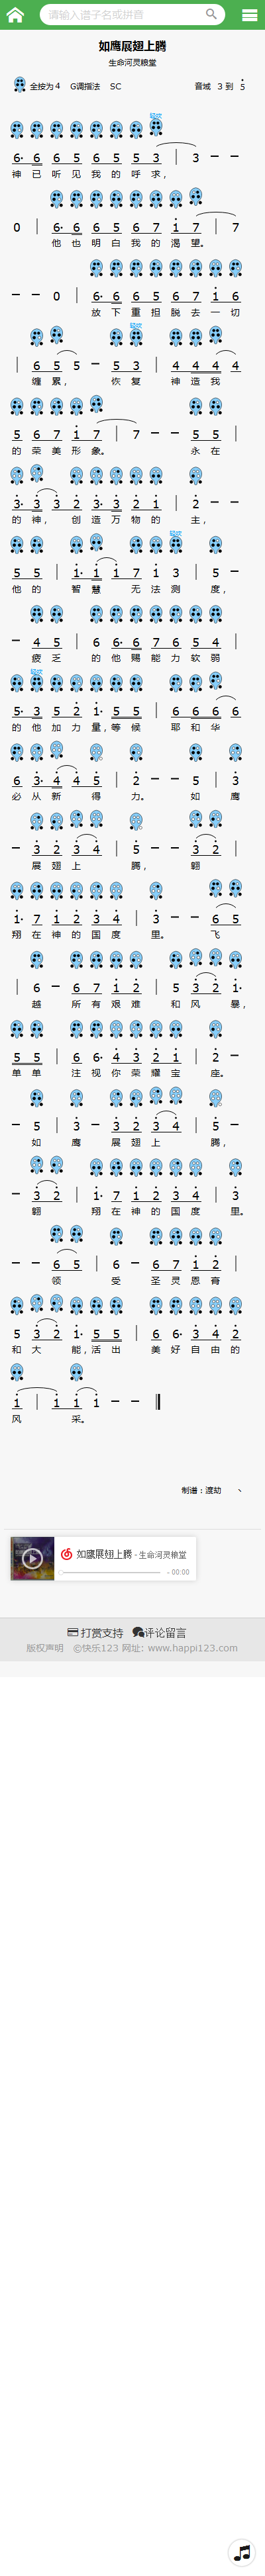 请输入谱子名或拼音
如鹰展翅上腾
生命河灵粮堂
全按为4 G调指法 SC 音域 3 到 5
轻吹
6· 6 6 5 6 5 5 3 | 3 - -
神 已 听 见 我 的 呼 求，
0 | 6· 6 6 5 6 7 1 7 | 7
他 也 明 白 我 的 渴 望。
- - 0 | 6· 6 6 5 6 7 1 6
放 下 重 担 脱 去 一 切
轻吹
| 6 5 5 - 5 3 | 4 4 4 4
缠 累， 恢 复 神 造 我
5 6 7 1 7 | 7 - - 5 5 |
的 荣 美 形 象。 永 在
3· 3 3 2 3· 3 2 1 | 2 -
的 神， 创 造 万 物 的 主，
轻吹
5 5 | 1· 1 1 7 1 3 | 5 -
他 的 智 慧 无 法 测 度，
- 4 5 | 6 6· 6 7 6 5 4 |
疲 乏 的 他 赐 能 力 软 弱
轻吹
5· 3 5 2 1· 5 5 | 6 6 6 6
的 他 加 力 量，等 候 耶 和 华
6 3· 4 4 5 | 2 - - 5 | 3
必 从 新 得 力。 如 鹰
- 3 2 3 4 | 5 - - 3 2 |
展 翅 上 腾， 翱
1· 7 1 2 3 4 | 3 - - 6 5
翔 在 神 的 国 度 里。 飞
| 6 - 6 7 1 2 | 5 3 2 1·
越 所 有 艰 难 和 风 暴，
5 5 | 6 6· 4 3 2 1 | 2 -
单 单 注 视 你 荣 耀 宝 座。
- 5 | 3 - 3 2 3 4 | 5 -
如 鹰 展 翅 上 腾，
- 3 2 | 1· 7 1 2 3 4 | 3
翱 翔 在 神 的 国 度 里。
- - 6 5 | 6 - 6 7 1 2 |
领 受 圣 灵 恩 膏
5 3 2 1· 5 5 | 6 6· 3 4 2
和 大 能，活 出 美 好 自 由 的
1 | 1 1 1 - -
风 采。
制谱：渡劫 丶
如鹰展翅上腾 - 生命河灵粮堂
- 00:00
打赏支持 评论留言
版权声明 ©快乐123 网址: www.happi123.com